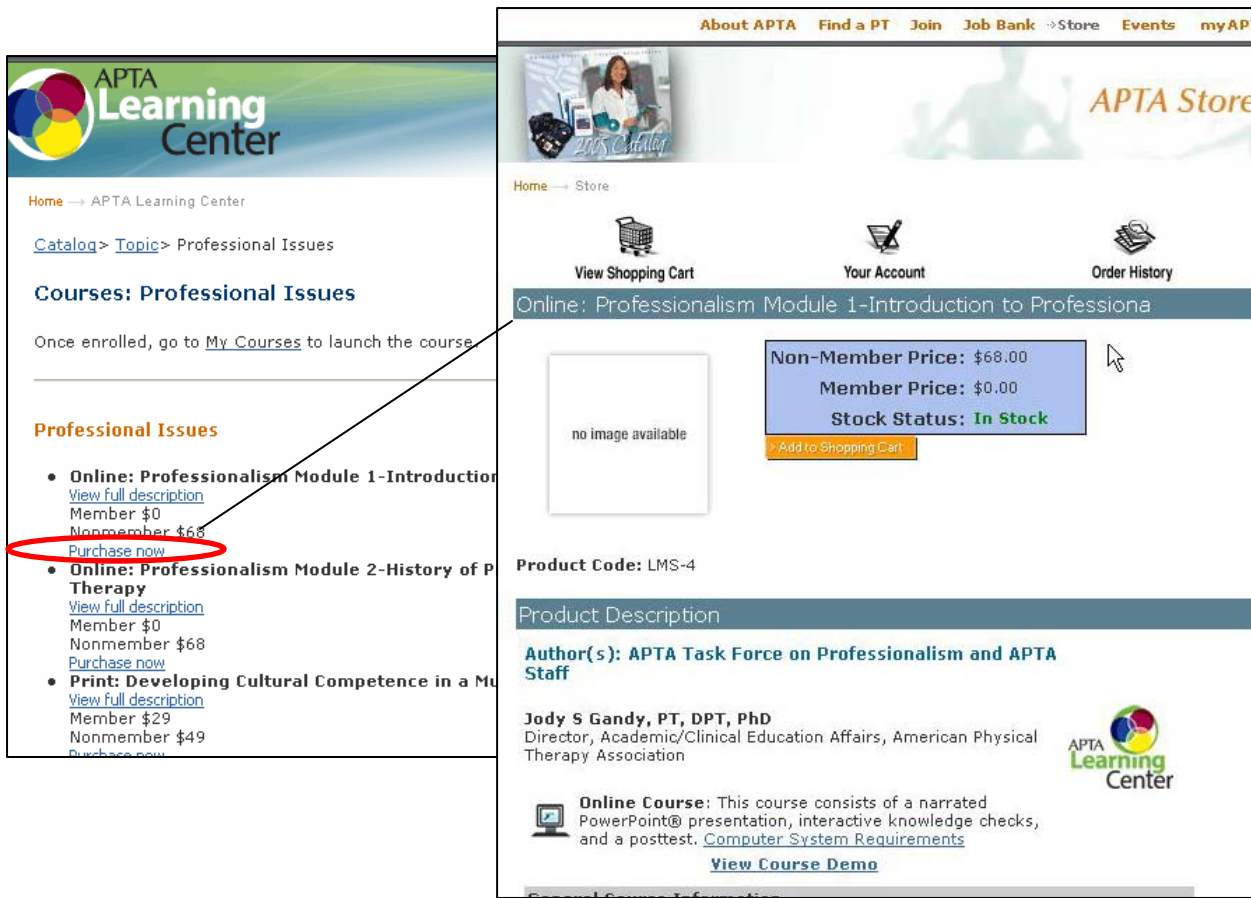 APTA
Learning
Center
Home → APTA Learning Center
Catalog> Topic> Professional Issues
Courses: Professional Issues
Once enrolled, go to My Courses to launch the course.
Professional Issues
• Online: Professionalism Module 1-Introduction
View full description
Member $0
Nonmember $68
Purchase now
• Online: Professionalism Module 2-History of P
Therapy
View full description
Member $0
Nonmember $68
Purchase now
• Print: Developing Cultural Competence in a Mu
View full description
Member $29
Nonmember $49
Purchase now
About APTA Find a PT Join Job Bank Store Events myAP
2005 Catalog
APTA Store
Home → Store
View Shopping Cart Your Account Order History
Online: Professionalism Module 1-Introduction to Professiona
no image available
Non-Member Price: $68.00
Member Price: $0.00
Stock Status: In Stock
› Add to Shopping Cart
Product Code: LMS-4
Product Description
Author(s): APTA Task Force on Professionalism and APTA
Staff
Jody S Gandy, PT, DPT, PhD
Director, Academic/Clinical Education Affairs, American Physical
Therapy Association
APTA
Learning
Center
Online Course: This course consists of a narrated
PowerPoint® presentation, interactive knowledge checks,
and a posttest. Computer System Requirements
View Course Demo
General Course Information